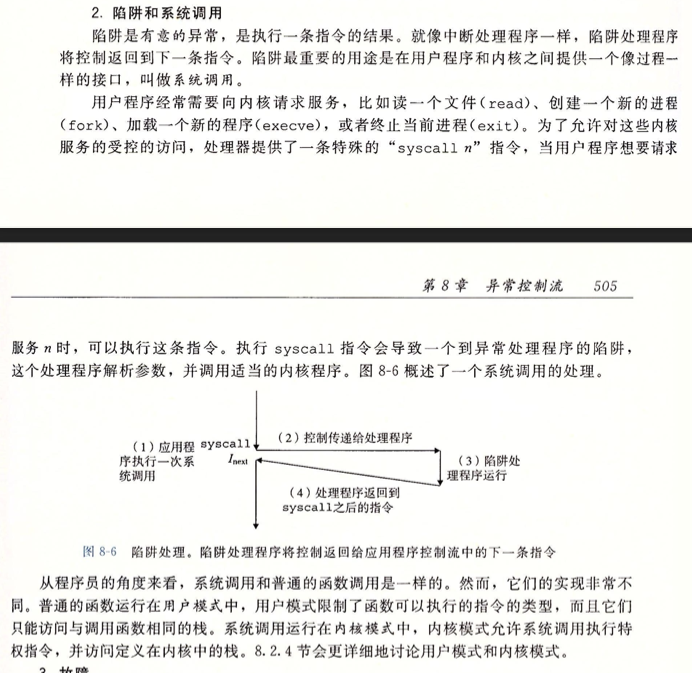 2. 陷阱和系统调用
陷阱是有意的异常，是执行一条指令的结果。就像中断处理程序一样，陷阱处理程序
将控制返回到下一条指令。陷阱最重要的用途是在用户程序和内核之间提供一个像过程一
样的接口，叫做系统调用。
用户程序经常需要向内核请求服务，比如读一个文件(read)、创建一个新的进程
(fork)、加载一个新的程序(execve)，或者终止当前进程(exit)。为了允许对这些内核
服务的受控的访问，处理器提供了一条特殊的“syscall n”指令，当用户程序想要请求
第8章 异常控制流 505
服务 n 时，可以执行这条指令。执行 syscall 指令会导致一个到异常处理程序的陷阱，
这个处理程序解析参数，并调用适当的内核程序。图 8-6 概述了一个系统调用的处理。
（1）应用程
序执行一次系
统调用
syscall
Inext
（2）控制传递给处理程序
（3）陷阱处
理程序运行
（4）处理程序返回到
syscall之后的指令
图 8-6 陷阱处理。陷阱处理程序将控制返回给应用程序控制流中的下一条指令
从程序员的角度来看，系统调用和普通的函数调用是一样的。然而，它们的实现非常不
同。普通的函数运行在用户模式中，用户模式限制了函数可以执行的指令的类型，而且它们
只能访问与调用函数相同的栈。系统调用运行在内核模式中，内核模式允许系统调用执行特
权指令，并访问定义在内核中的栈。8.2.4 节会更详细地讨论用户模式和内核模式。
3. 故障